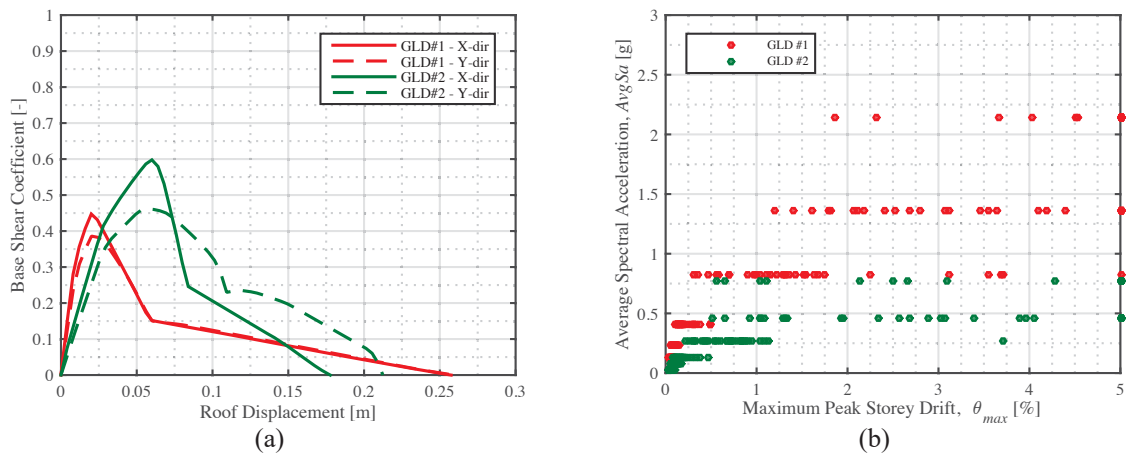 1
0.9
0.8
0.7
0.6
0.5
0.4
0.3
0.2
0.1
0
Base Shear Coefficient [-]
GLD#1 - X-dir
GLD#1 - Y-dir
GLD#2 - X-dir
GLD#2 - Y-dir
0 0.05 0.1 0.15 0.2 0.25 0.3
Roof Displacement [m]
(a)
3
2.5
2
1.5
1
0.5
0
Average Spectral Acceleration, AvgSa [g]
GLD #1
GLD #2
0 1 2 3 4 5
Maximum Peak Storey Drift, θmax [%]
(b)